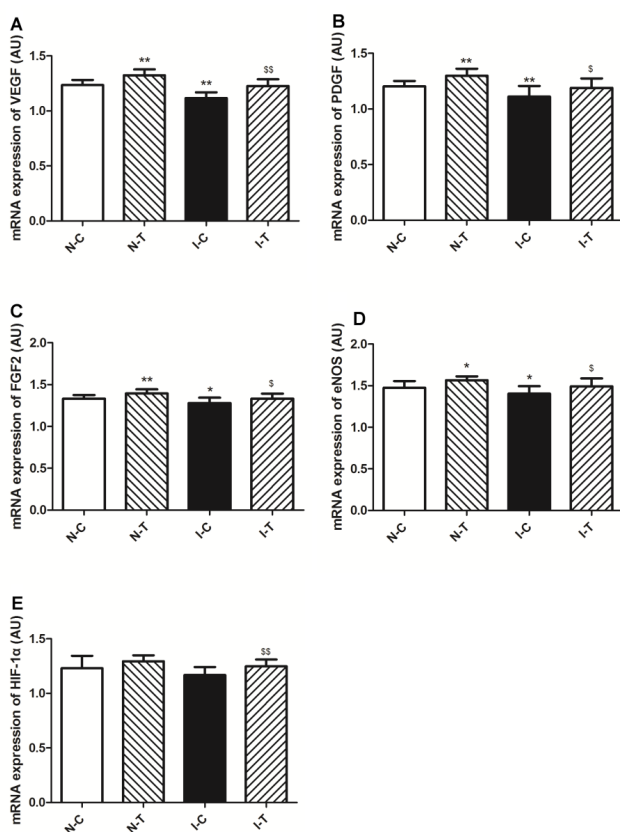 A
mRNA expression of VEGF (AU)
1.5
1.0
0.5
0.0
**
**
$$
N-C
N-T
I-C
I-T
B
mRNA expression of PDGF (AU)
1.5
1.0
0.5
0.0
**
**
$
N-C
N-T
I-C
I-T
C
mRNA expression of FGF2 (AU)
2.0
1.5
1.0
0.5
0.0
**
*
$
N-C
N-T
I-C
I-T
D
mRNA expression of eNOS (AU)
2.0
1.5
1.0
0.5
0.0
*
*
$
N-C
N-T
I-C
I-T
E
mRNA expression of HIF-1α (AU)
1.5
1.0
0.5
0.0
$$
N-C
N-T
I-C
I-T